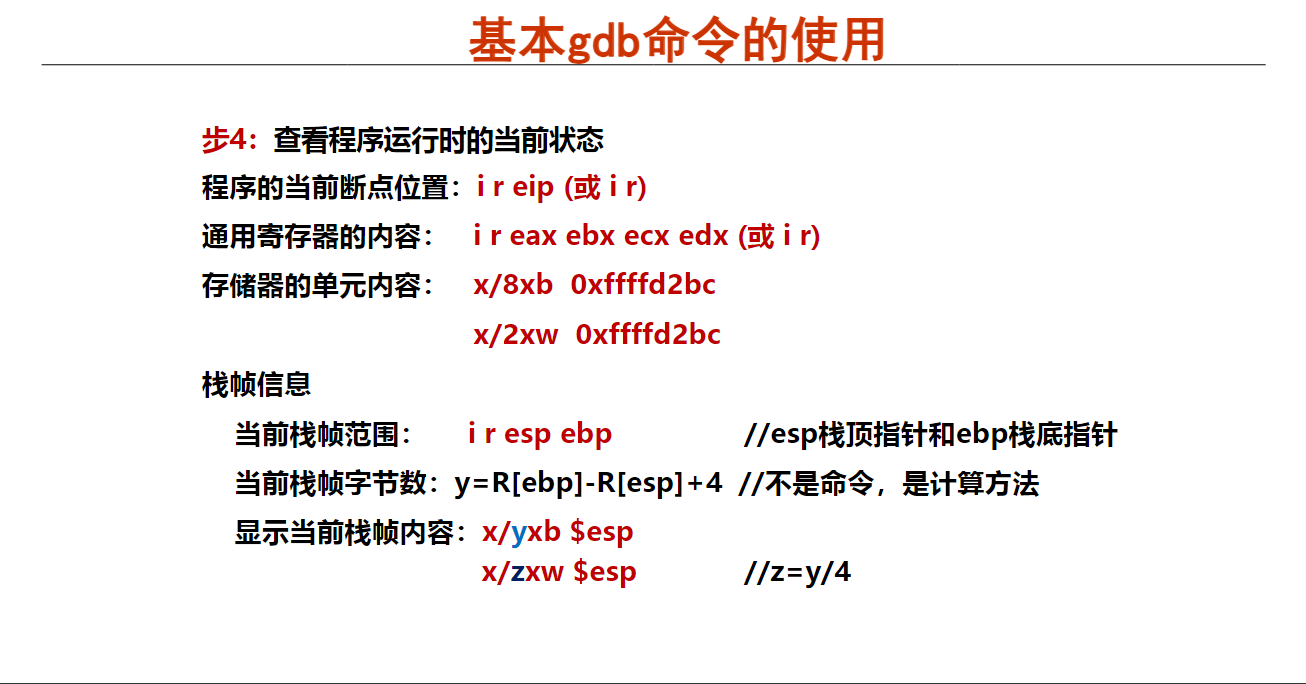 基本gdb命令的使用
步4：查看程序运行时的当前状态
程序的当前断点位置：i r eip (或 i r)
通用寄存器的内容： i r eax ebx ecx edx (或 i r)
存储器的单元内容： x/8xb 0xffffd2bc
x/2xw 0xffffd2bc
栈帧信息
当前栈帧范围： i r esp ebp //esp栈顶指针和ebp栈底指针
当前栈帧字节数：y=R[ebp]-R[esp]+4 //不是命令，是计算方法
显示当前栈帧内容：x/yxb $esp
x/zxw $esp //z=y/4